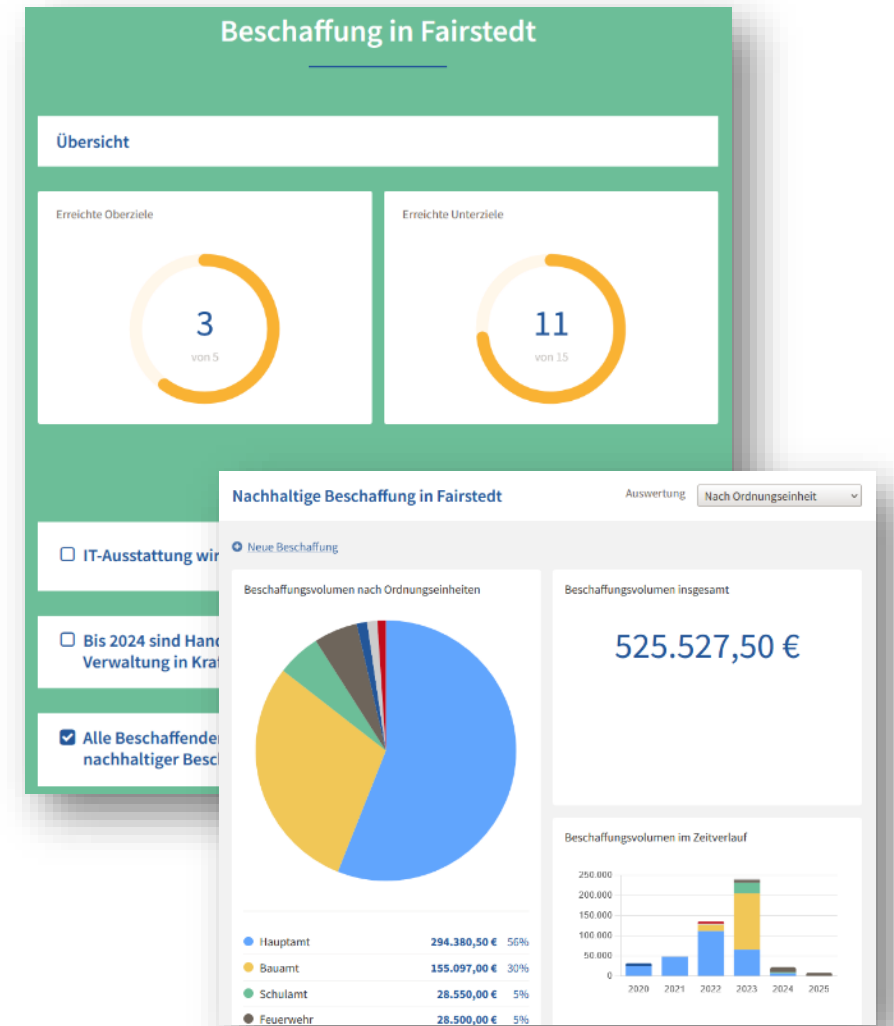 Beschaffung in Fairstedt
Übersicht
Erreichte Oberziele
3
von 5
Erreichte Unterziele
11
von 15
IT-Ausstattung wir
Bis 2024 sind Hand
Verwaltung in Kra
Alle Beschaffende
nachhaltiger Besc
Nachhaltige Beschaffung in Fairstedt
Auswertung
Nach Ordnungseinheit
Neue Beschaffung
Beschaffungsvolumen nach Ordnungseinheiten
Hauptamt 294.380,50 € 56%
Bauamt 155.097,00 € 30%
Schulamt 28.550,00 € 5%
Feuerwehr 28.500,00 € 5%
Beschaffungsvolumen insgesamt
525.527,50 €
Beschaffungsvolumen im Zeitverlauf
250.000
200.000
150.000
100.000
50.000
0
2020 2021 2022 2023 2024 2025